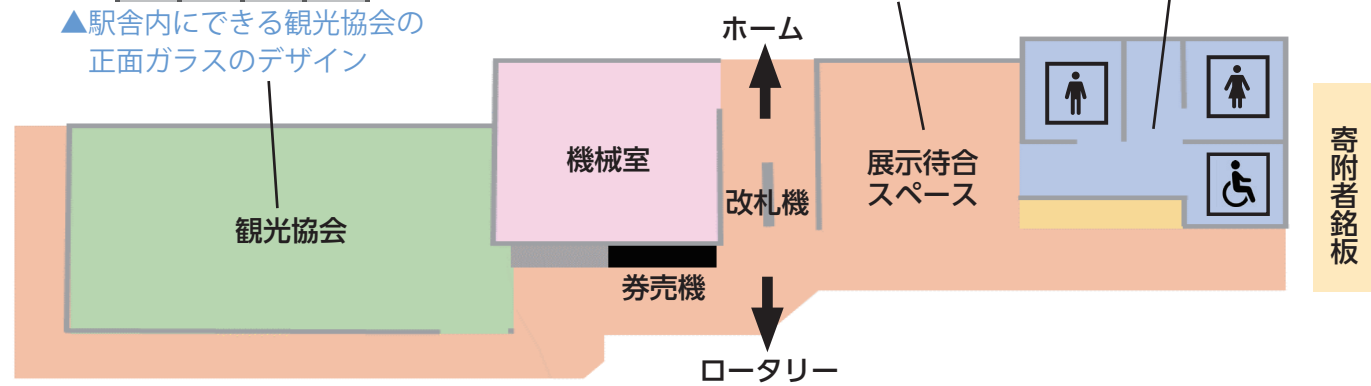 ▲駅舎内にできる観光協会の
正面ガラスのデザイン
ホーム
機械室
展示待合
スペース
改札機
観光協会
券売機
ロータリー
寄附者銘板